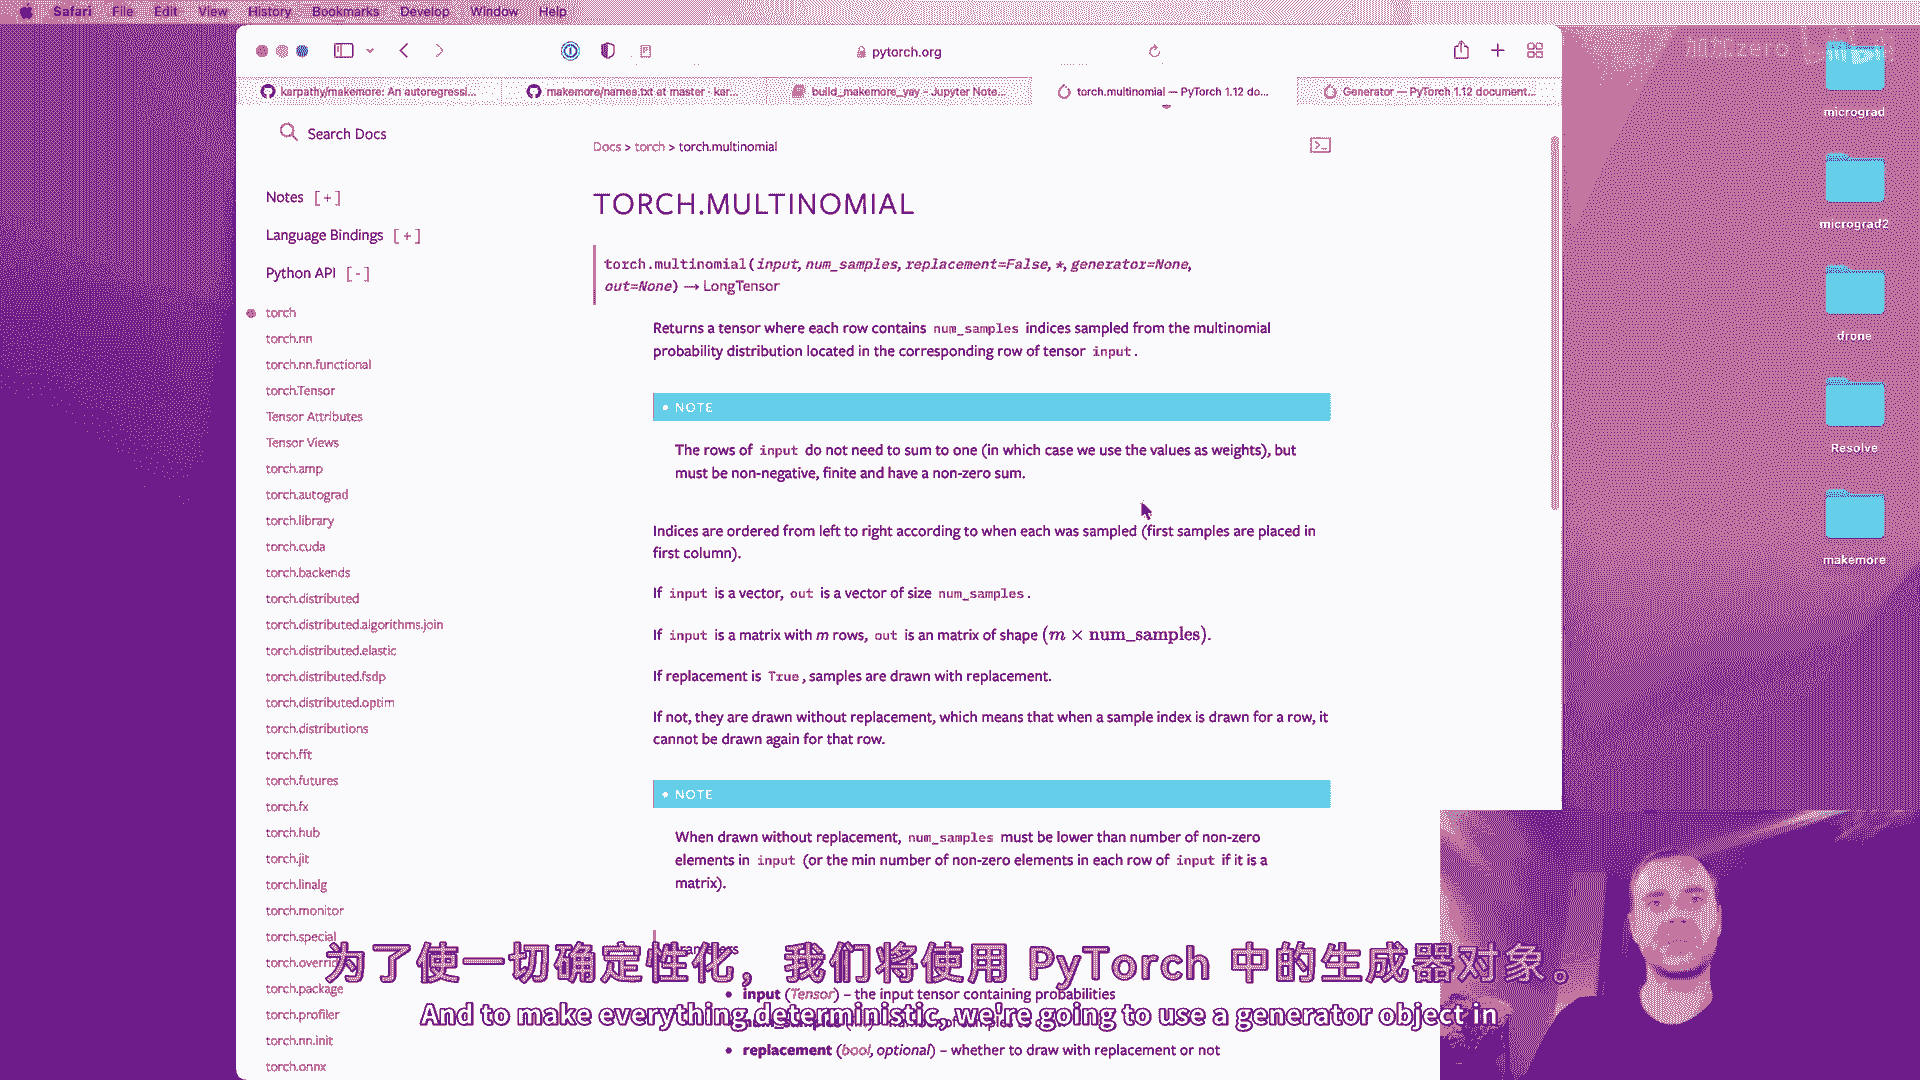 Safari File Edit View History Bookmarks Develop Window Help
pytorch.org
karpathy/makemore: An autoregressi...
makemore/names.txt at master · kar...
build_makemore_yay - Jupyter Note...
torch.multinomial — PyTorch 1.12 do...
Generator — PyTorch 1.12 document...
Search Docs
Notes [+]
Language Bindings [+]
Python API [-]
torch
torch.nn
torch.nn.functional
torch.Tensor
Tensor Attributes
Tensor Views
torch.amp
torch.autograd
torch.library
torch.cuda
torch.backends
torch.distributed
torch.distributed.algorithms.join
torch.distributed.elastic
torch.distributed.fsdp
torch.distributed.optim
torch.distributions
torch.fft
torch.futures
torch.fx
torch.hub
torch.jit
torch.linalg
torch.monitor
torch.special
torch.package
torch.profiler
torch.nn.init
torch.onnx
Docs > torch > torch.multinomial
TORCH.MULTINOMIAL
torch.multinomial(input, num_samples, replacement=False, *, generator=None,
out=None) → LongTensor
Returns a tensor where each row contains num_samples indices sampled from the multinomial
probability distribution located in the corresponding row of tensor input.
NOTE
The rows of input do not need to sum to one (in which case we use the values as weights), but
must be non-negative, finite and have a non-zero sum.
Indices are ordered from left to right according to when each was sampled (first samples are placed in
first column).
If input is a vector, out is a vector of size num_samples.
If input is a matrix with m rows, out is an matrix of shape (m × num_samples).
If replacement is True, samples are drawn with replacement.
If not, they are drawn without replacement, which means that when a sample index is drawn for a row, it
cannot be drawn again for that row.
NOTE
When drawn without replacement, num_samples must be lower than number of non-zero
elements in input (or the min number of non-zero elements in each row of input if it is a
matrix).
input (Tensor) – the input tensor containing probabilities
replacement (bool, optional) – whether to draw with replacement or not
为了使一切确定性化，我们将使用 PyTorch 中的生成器对象。
And to make everything deterministic, we're going to use a generator object in
micrograd
micrograd2
drone
Resolve
makemore
zero